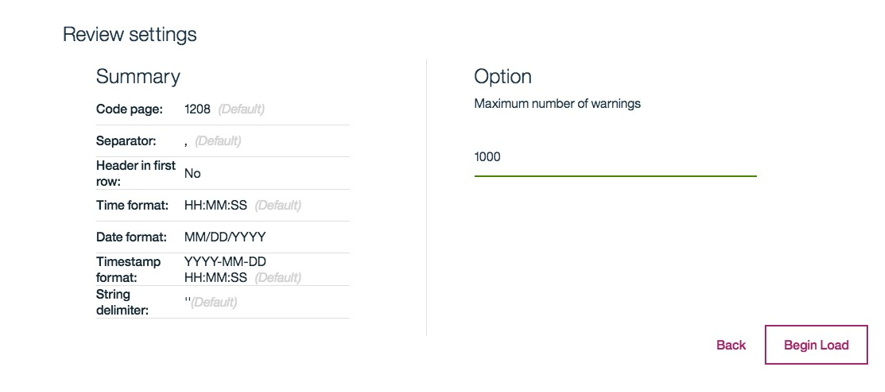 Review settings
Summary
Code page: 1208 (Default)
Separator: , (Default)
Header in first
row: No
Time format: HH:MM:SS (Default)
Date format: MM/DD/YYYY
Timestamp YYYY-MM-DD
format: HH:MM:SS (Default)
String
delimiter: "(Default)
Option
Maximum number of warnings
1000
Back
Begin Load